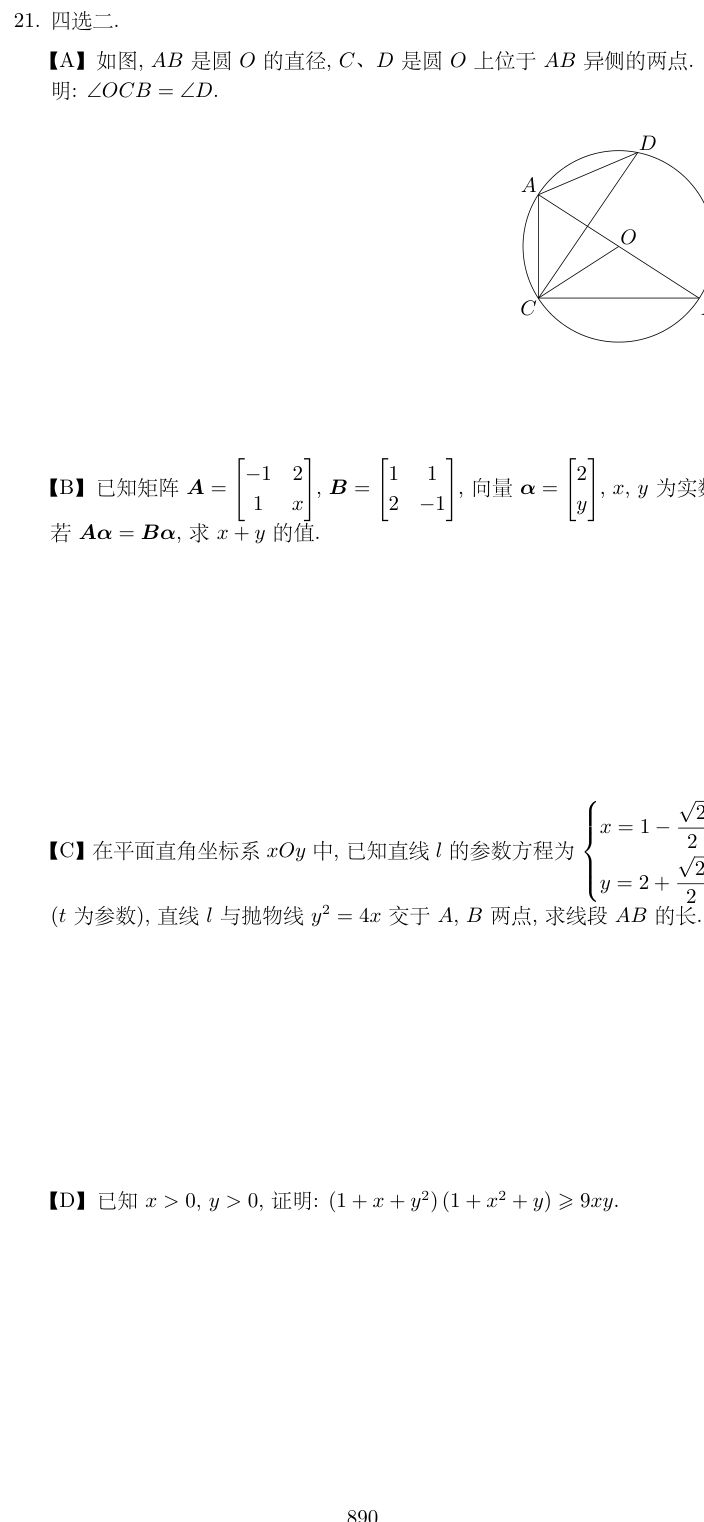 21. 四选二.
【A】如图, AB 是圆 O 的直径, C、D 是圆 O 上位于 AB 异侧的两点.
明: ∠OCB = ∠D.
D
A
O
C
【B】已知矩阵 A = [−1 2; 1 x], B = [1 1; 2 −1], 向量 α = [2; y], x, y 为实
若 Aα = Bα, 求 x + y 的值.
【C】在平面直角坐标系 xOy 中, 已知直线 l 的参数方程为 { x = 1 − √2/2
y = 2 + √2/2
(t 为参数), 直线 l 与抛物线 y² = 4x 交于 A, B 两点, 求线段 AB 的长.
【D】已知 x > 0, y > 0, 证明: (1 + x + y²)(1 + x² + y) ⩾ 9xy.
890